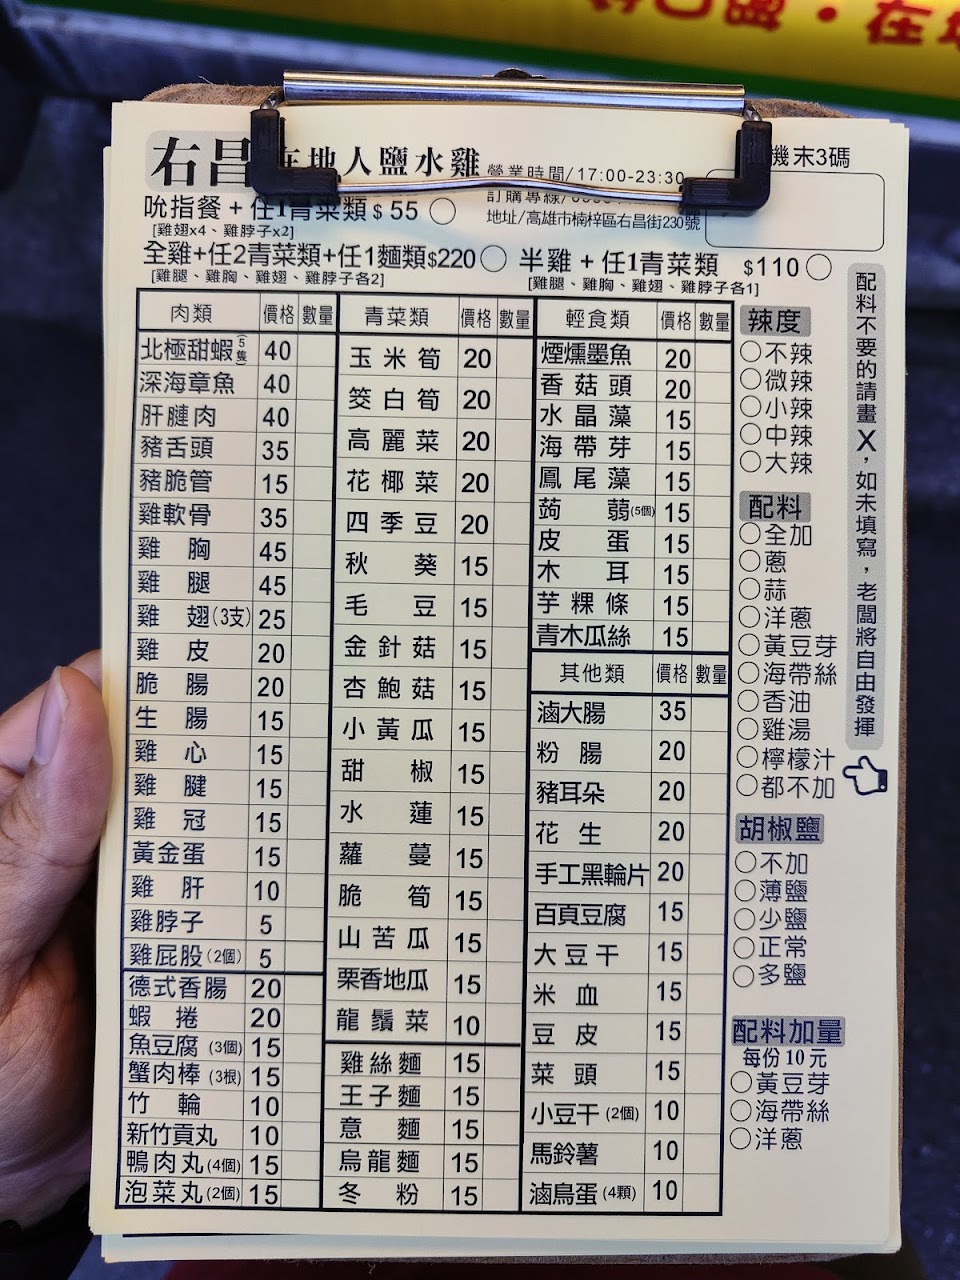 右昌在地人鹽水雞
營業時間/17:00-23:30
訂購專線/
地址/高雄市楠梓區右昌街230號
機末3碼
吮指餐+任1青菜類$55
[雞翅x4、雞脖子x2]
全雞+任2青菜類+任1麵類$220
[雞腿、雞胸、雞翅、雞脖子各2]
半雞+任1青菜類 $110
[雞腿、雞胸、雞翅、雞脖子各1]
肉類 價格 數量
北極甜蝦(5隻) 40
深海章魚 40
肝膁肉 40
豬舌頭 35
豬脆管 15
雞軟骨 35
雞胸 45
雞腿 45
雞翅(3支) 25
雞皮 20
脆腸 20
生腸 15
雞心 15
雞腱 15
雞冠 15
黃金蛋 15
雞肝 10
雞脖子 5
雞屁股(2個) 5
德式香腸 20
蝦捲 20
魚豆腐(3個) 15
蟹肉棒(3根) 15
竹輪 10
新竹貢丸 10
鴨肉丸(4個) 15
泡菜丸(2個) 15
青菜類 價格 數量
玉米筍 20
筊白筍 20
高麗菜 20
花椰菜 20
四季豆 20
秋葵 15
毛豆 15
金針菇 15
杏鮑菇 15
小黃瓜 15
甜椒 15
水蓮 15
蘿蔓 15
脆筍 15
山苦瓜 15
栗香地瓜 15
龍鬚菜 10
雞絲麵 15
王子麵 15
意麵 15
烏龍麵 15
冬粉 15
輕食類 價格 數量
煙燻墨魚 20
香菇頭 20
水晶藻 15
海帶芽 15
鳳尾藻 15
蒟蒻(5個) 15
皮蛋 15
木耳 15
芋粿條 15
青木瓜絲 15
其他類 價格 數量
滷大腸 35
粉腸 20
豬耳朵 20
花生 20
手工黑輪片 20
百頁豆腐 15
大豆干 15
米血 15
豆皮 15
菜頭 15
小豆干(2個) 10
馬鈴薯 10
滷鳥蛋(4顆) 10
辣度
不辣
微辣
小辣
中辣
大辣
配料
全加
蔥
蒜
洋蔥
黃豆芽
海帶絲
香油
雞湯
檸檬汁
都不加
胡椒鹽
不加
薄鹽
少鹽
正常
多鹽
配料加量
每份10元
黃豆芽
海帶絲
洋蔥
配料不要的請畫X,如未填寫,老闆將自由發揮